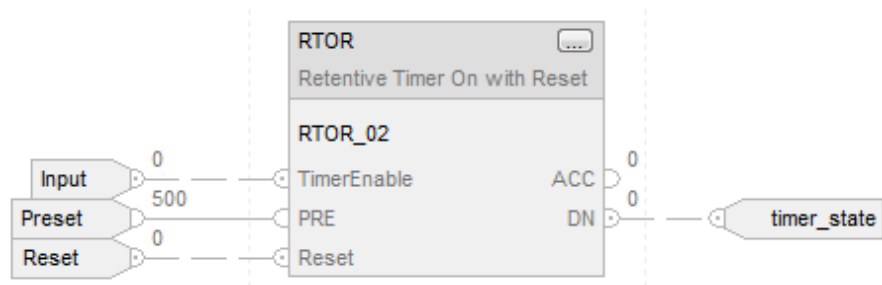 RTOR ...
Retentive Timer On with Reset
RTOR_02
0 0
Input TimerEnable ACC
500 0
Preset PRE DN timer_state
0
Reset Reset